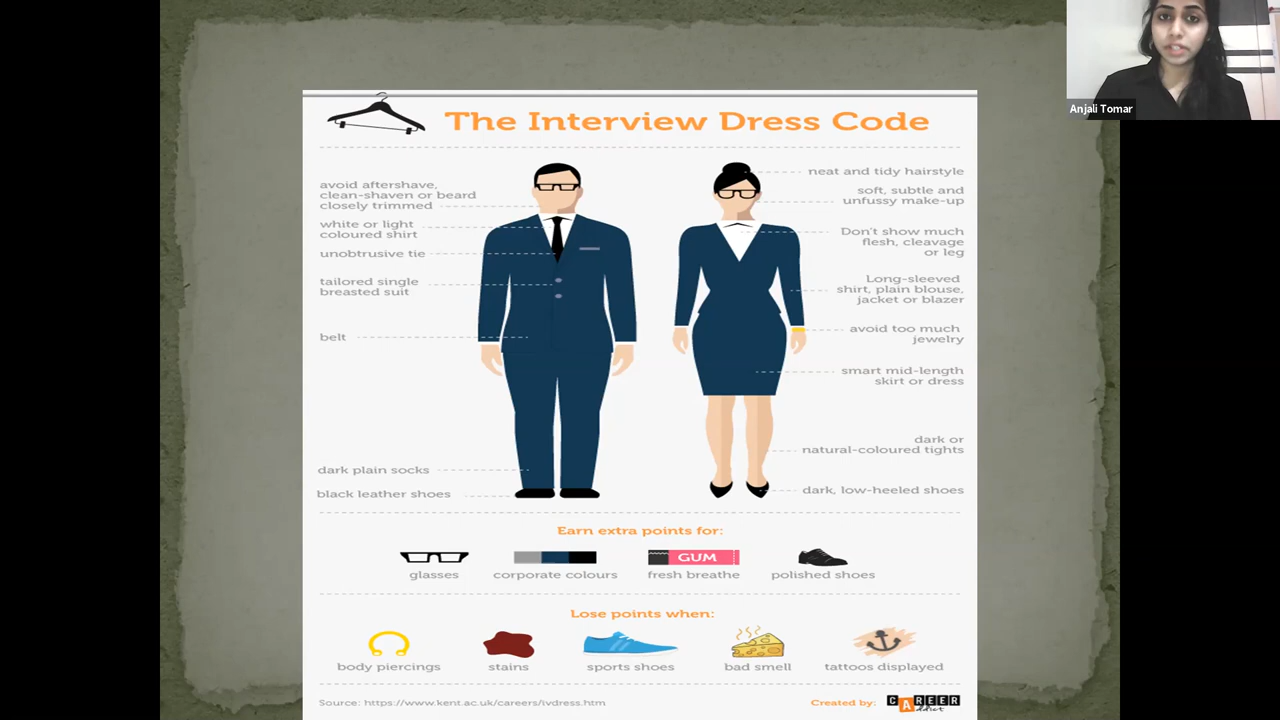 Anjali Tomar
The Interview Dress Code
avoid aftershave,
clean-shaven or beard
closely trimmed
white or light
coloured shirt
unobtrusive tie
tailored single
breasted suit
belt
dark plain socks
black leather shoes
neat and tidy hairstyle
soft, subtle and
unfussy make-up
Don't show much
flesh, cleavage
or leg
Long-sleeved
shirt, plain blouse,
jacket or blazer
avoid too much
jewelry
smart mid-length
skirt or dress
dark or
natural-coloured tights
dark, low-heeled shoes
Earn extra points for:
GUM
glasses
corporate colours
fresh breathe
polished shoes
Lose points when:
body piercings
stains
sports shoes
bad smell
tattoos displayed
Source: https://www.kent.ac.uk/careers/ivdress.htm
Created by:
CAREER
addict